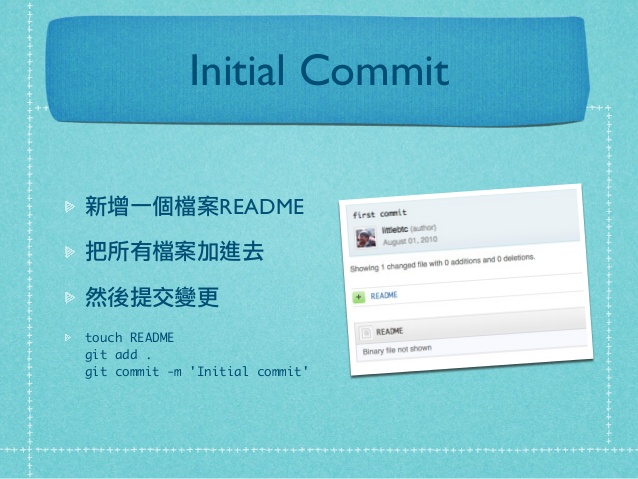 Initial Commit
新增一個檔案README
把所有檔案加進去
然後提交變更
touch README
git add .
git commit -m 'Initial commit'
first commit
littlebtc (author)
August 01, 2010
Showing 1 changed file with 0 additions and 0 deletions.
+ README
README
Binary file not shown